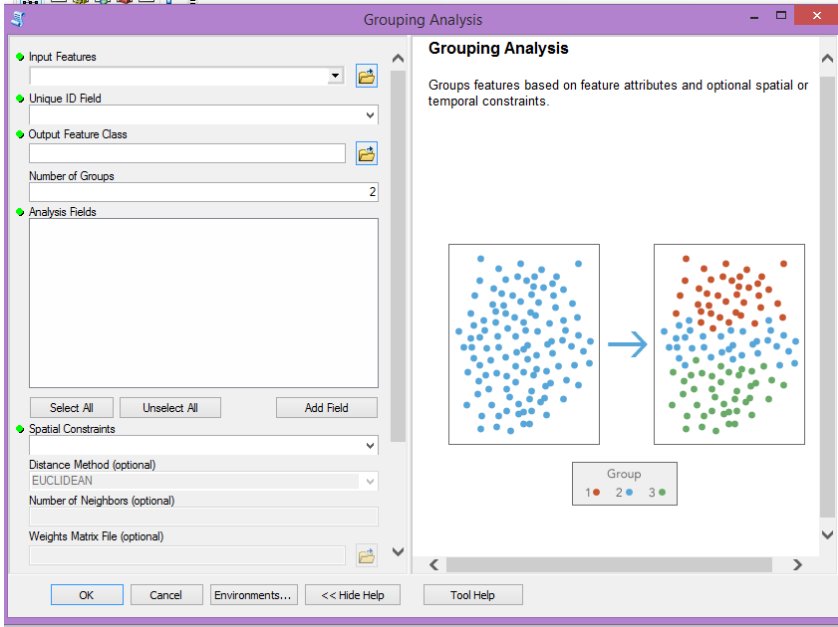 Grouping Analysis
Input Features
Unique ID Field
Output Feature Class
Number of Groups
2
Analysis Fields
Select All
Unselect All
Add Field
Spatial Constraints
Distance Method (optional)
EUCLIDEAN
Number of Neighbors (optional)
Weights Matrix File (optional)
Grouping Analysis
Groups features based on feature attributes and optional spatial or
temporal constraints.
Group
1 2 3
OK
Cancel
Environments...
<< Hide Help
Tool Help